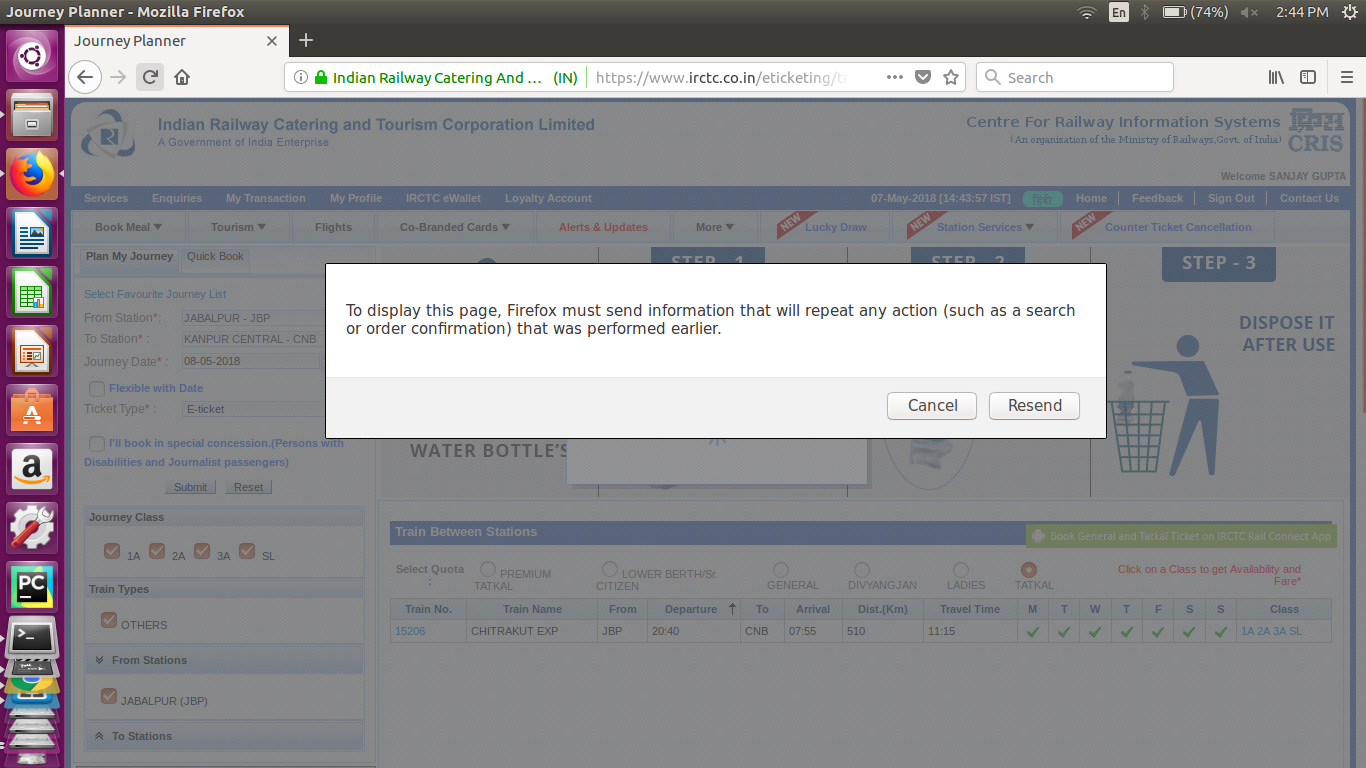 Journey Planner - Mozilla Firefox
En
(74%)
2:44 PM
Journey Planner
Indian Railway Catering And ... (IN)
https://www.irctc.co.in/eticketing/tr
Search
Indian Railway Catering and Tourism Corporation Limited
A Government of India Enterprise
Centre For Railway Information Systems
(An organisation of the Ministry of Railways,Govt. of India)
CRIS
Welcome SANJAY GUPTA
Services Enquiries My Transaction My Profile IRCTC eWallet Loyalty Account
07-May-2018 [14:43:57 IST] हिंदी Home Feedback Sign Out Contact Us
Book Meal Tourism Flights Co-Branded Cards Alerts & Updates More NEW Lucky Draw NEW Station Services NEW Counter Ticket Cancellation
Plan My Journey Quick Book
STEP - 1 STEP - 2 STEP - 3
Select Favourite Journey List
From Station*: JABALPUR - JBP
To Station* : KANPUR CENTRAL - CNB
Journey Date* : 08-05-2018
Flexible with Date
Ticket Type* : E-ticket
I'll book in special concession.(Persons with
Disabilities and Journalist passengers)
Submit Reset
To display this page, Firefox must send information that will repeat any action (such as a search
or order confirmation) that was performed earlier.
Cancel Resend
DISPOSE IT
AFTER USE
WATER BOTTLE'S
Journey Class
1A 2A 3A SL
Train Types
OTHERS
From Stations
JABALPUR (JBP)
To Stations
Train Between Stations
Book General and Tatkal Ticket on IRCTC Rail Connect App
Select Quota
:
PREMIUM
TATKAL
LOWER BERTH/Sr.
CITIZEN
GENERAL
DIVYANGJAN
LADIES
TATKAL
Click on a Class to get Availability and
Fare*
Train No. Train Name From Departure To Arrival Dist.(Km) Travel Time M T W T F S S Class
15206 CHITRAKUT EXP JBP 20:40 CNB 07:55 510 11:15 1A 2A 3A SL
PC